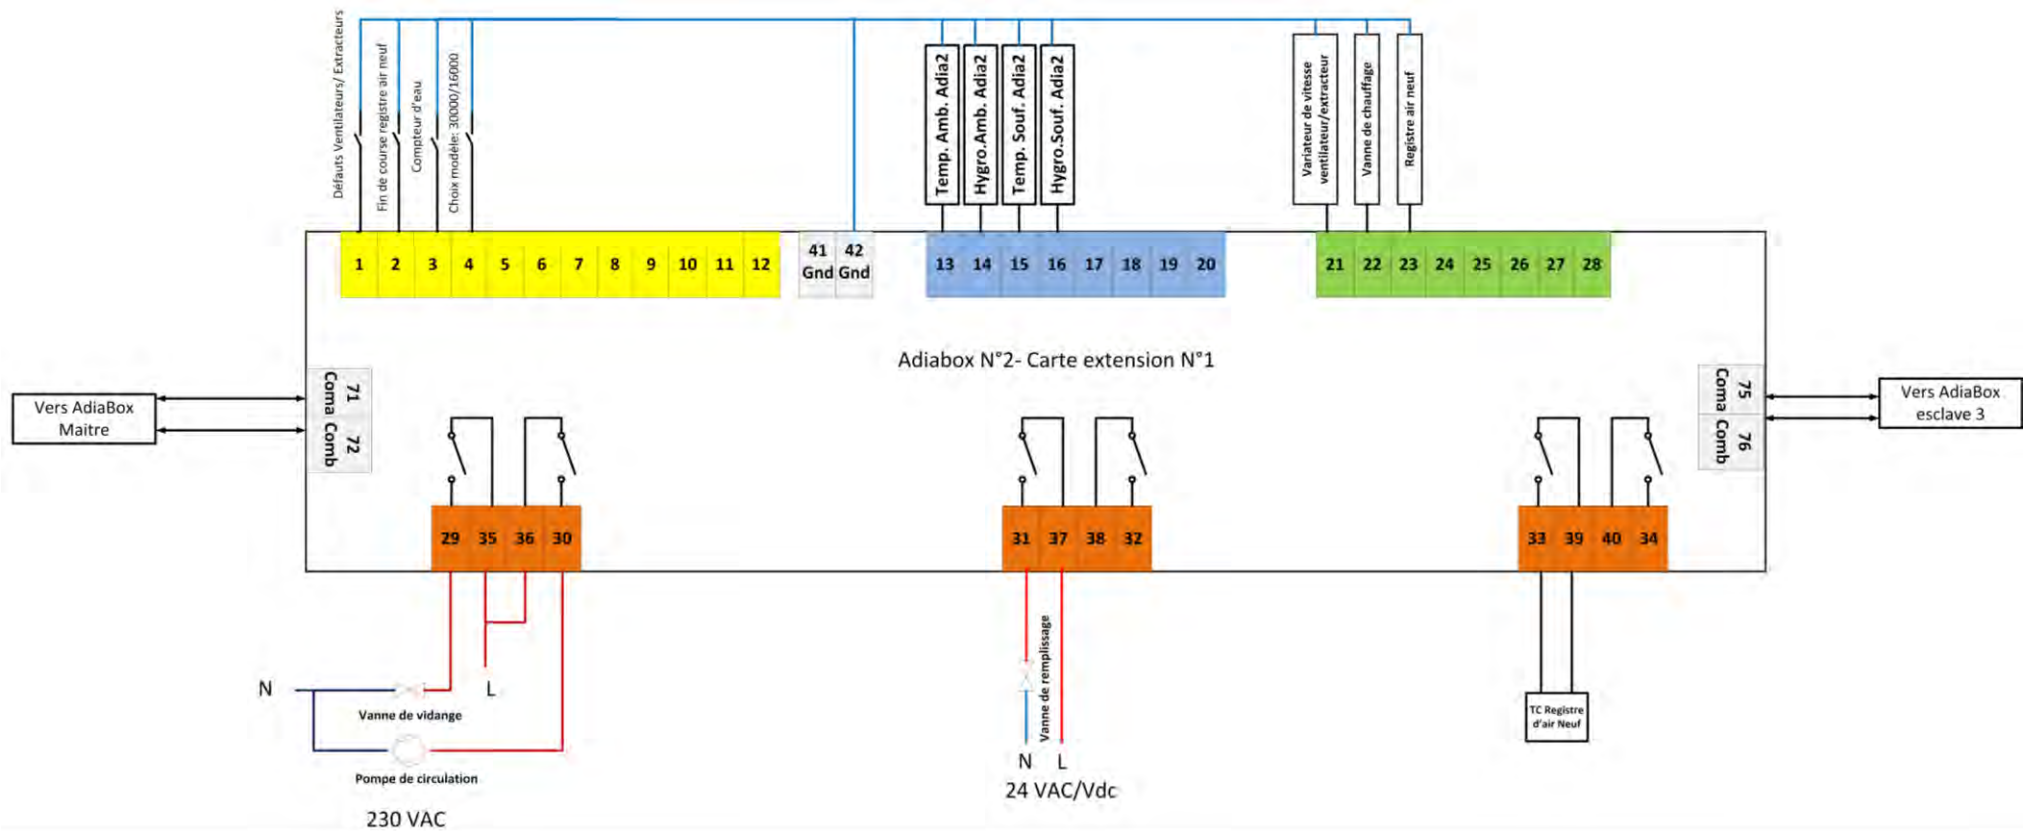 Défauts Ventilateurs/ Extracteurs
Fin de course registre air neuf
Compteur d'eau
Choix modèle: 30000/16000
Temp. Amb. Adia2
Hygro.Amb. Adia2
Temp. Souf. Adia2
Hygro.Souf. Adia2
Variateur de vitesse
ventilateur/extracteur
Vanne de chauffage
Registre air neuf
1 2 3 4 5 6 7 8 9 10 11 12
41 42
Gnd Gnd
13 14 15 16 17 18 19 20
21 22 23 24 25 26 27 28
Adiabox N°2- Carte extension N°1
Vers AdiaBox
Maitre
71 72
Coma Comb
75 76
Coma Comb
Vers AdiaBox
esclave 3
29 35 36 30
31 37 38 32
33 39 40 34
N
L
Vanne de vidange
Pompe de circulation
230 VAC
Vanne de remplissage
N L
24 VAC/Vdc
TC Registre
d'air Neuf